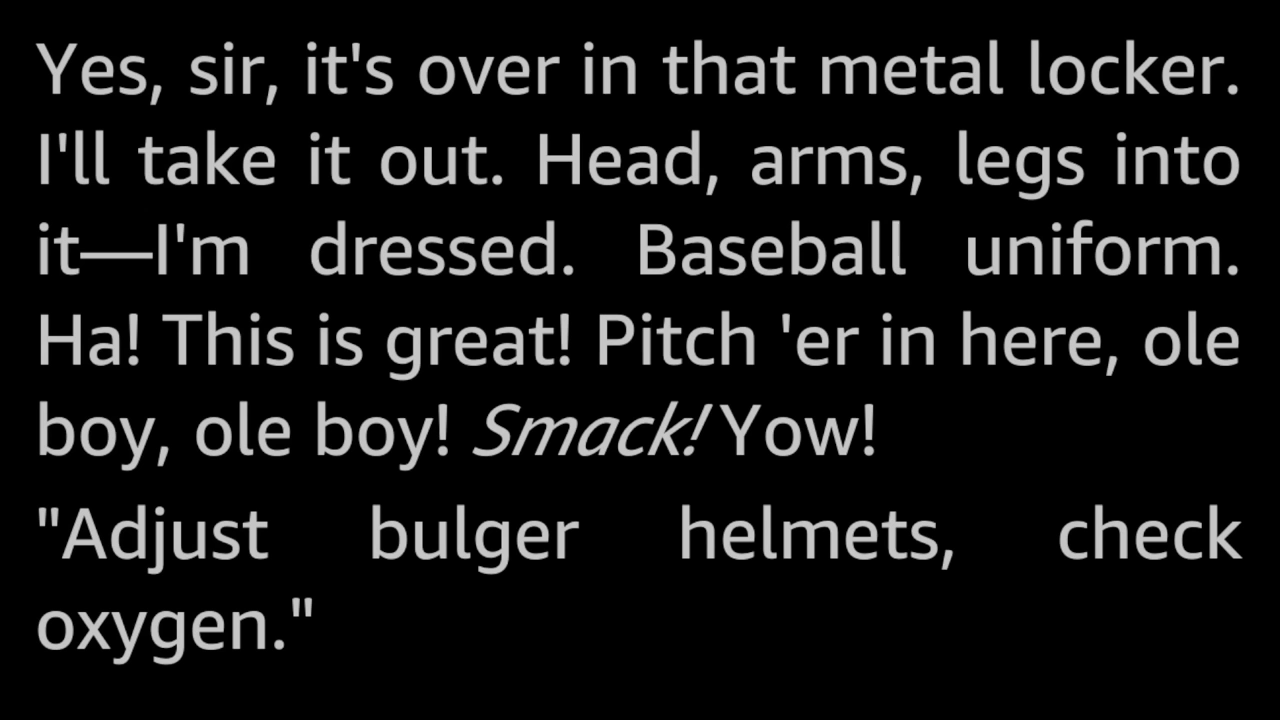 Yes, sir, it's over in that metal locker.
I'll take it out. Head, arms, legs into
it—I'm dressed. Baseball uniform.
Ha! This is great! Pitch 'er in here, ole
boy, ole boy! Smack! Yow!
"Adjust bulger helmets, check
oxygen."